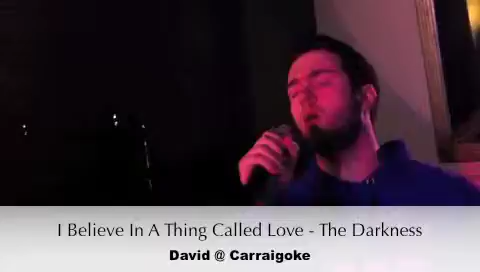 I Believe In A Thing Called Love - The Darkness
David @ Carraigoke